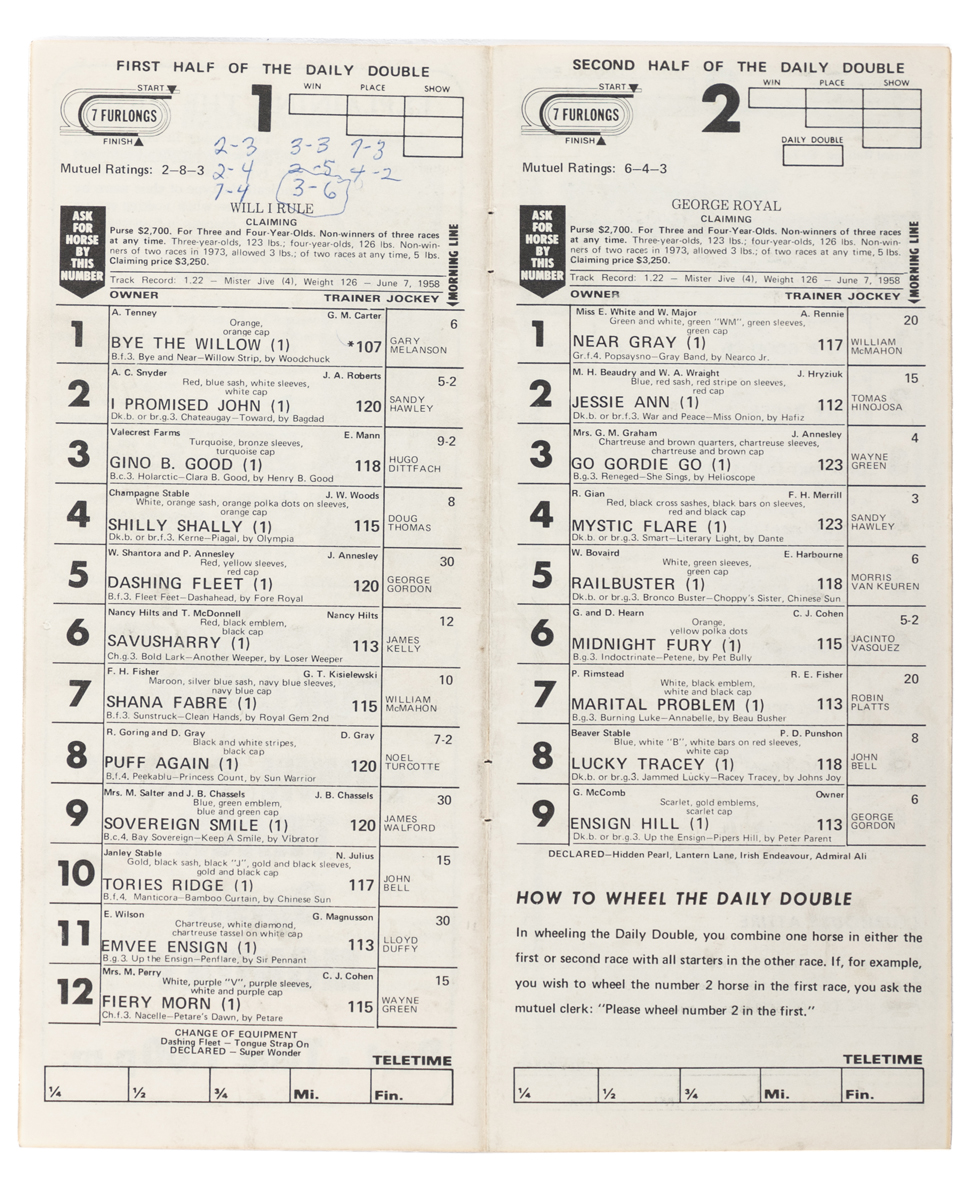 FIRST HALF OF THE DAILY DOUBLE
START
7 FURLONGS
FINISH
1
WIN PLACE SHOW
2-3 3-3 7-3
Mutuel Ratings: 2-8-3
2-4 2-5 4-2
7-4 3-6
WILL I RULE
ASK FOR HORSE BY THIS NUMBER
CLAIMING
Purse $2,700. For Three and Four-Year-Olds. Non-winners of three races
at any time. Three-year-olds, 123 lbs.; four-year-olds, 126 lbs. Non-win-
ners of two races in 1973, allowed 3 lbs.; of two races at any time, 5 lbs.
Claiming price $3,250.
MORNING LINE
Track Record: 1.22 — Mister Jive (4), Weight 126 — June 7, 1958
OWNER TRAINER JOCKEY
1
A. Tenney G. M. Carter 6
Orange,
orange cap
BYE THE WILLOW (1) *107 GARY MELANSON
B.f.3. Bye and Near—Willow Strip, by Woodchuck
2
A. C. Snyder J. A. Roberts 5-2
Red, blue sash, white sleeves,
white cap
I PROMISED JOHN (1) 120 SANDY HAWLEY
Dk.b. or br.g.3. Chateaugay—Toward, by Bagdad
3
Valecrest Farms E. Mann 9-2
Turquoise, bronze sleeves,
turquoise cap
GINO B. GOOD (1) 118 HUGO DITTFACH
B.c.3. Holarctic—Clara B. Good, by Henry B. Good
4
Champagne Stable J. W. Woods 8
White, orange sash, orange polka dots on sleeves,
orange cap
SHILLY SHALLY (1) 115 DOUG THOMAS
Dk.b. or br.f.3. Kerne—Piagal, by Olympia
5
W. Shantora and P. Annesley J. Annesley 30
Red, yellow sleeves,
red cap
DASHING FLEET (1) 120 GEORGE GORDON
B.f.3. Fleet Feet—Dashahead, by Fore Royal
6
Nancy Hilts and T. McDonnell Nancy Hilts 12
Red, black emblem,
black cap
SAVUSHARRY (1) 113 JAMES KELLY
Ch.g.3. Bold Lark—Another Weeper, by Loser Weeper
7
F. H. Fisher G. T. Kisielewski 10
Maroon, silver blue sash, navy blue sleeves,
navy blue cap
SHANA FABRE (1) 115 WILLIAM McMAHON
B.f.3. Sunstruck—Clean Hands, by Royal Gem 2nd
8
R. Goring and D. Gray D. Gray 7-2
Black and white stripes,
black cap
PUFF AGAIN (1) 120 NOEL TURCOTTE
B,f,4. Peekablu—Princess Count, by Sun Warrior
9
Mrs. M. Salter and J. B. Chassels J. B. Chassels 30
Blue, green emblem,
blue and green cap
SOVEREIGN SMILE (1) 120 JAMES WALFORD
B.c.4. Bay Sovereign—Keep A Smile, by Vibrator
10
Janley Stable N. Julius 15
Gold, black sash, black "J", gold and black sleeves,
gold and black cap
TORIES RIDGE (1) 117 JOHN BELL
B.f.4. Manticora—Bamboo Curtain, by Chinese Sun
11
E. Wilson G. Magnusson 30
Chartreuse, white diamond,
chartreuse tassel on white cap
EMVEE ENSIGN (1) 113 LLOYD DUFFY
B.g.3. Up the Ensign—Penflare, by Sir Pennant
12
Mrs. M. Perry C. J. Cohen 15
White, purple "V", purple sleeves,
white and purple cap
FIERY MORN (1) 115 WAYNE GREEN
Ch.f.3. Nacelle—Petare's Dawn, by Petare
CHANGE OF EQUIPMENT
Dashing Fleet — Tongue Strap On
DECLARED — Super Wonder
TELETIME
¼ ½ ¾ Mi. Fin.
SECOND HALF OF THE DAILY DOUBLE
START
7 FURLONGS
FINISH
2
WIN PLACE SHOW
DAILY DOUBLE
Mutuel Ratings: 6-4-3
GEORGE ROYAL
ASK FOR HORSE BY THIS NUMBER
CLAIMING
Purse $2,700. For Three and Four-Year-Olds. Non-winners of three races
at any time. Three-year-olds, 123 lbs.; four-year-olds, 126 lbs. Non-win-
ners of two races in 1973, allowed 3 lbs.; of two races at any time, 5 lbs.
Claiming price $3,250.
MORNING LINE
Track Record: 1.22 — Mister Jive (4), Weight 126 — June 7, 1958
OWNER TRAINER JOCKEY
1
Miss E. White and W. Major A. Rennie 20
Green and white, green "WM", green sleeves,
green cap
NEAR GRAY (1) 117 WILLIAM McMAHON
Gr.f.4. Popsaysno—Gray Band, by Nearco Jr.
2
M. H. Beaudry and W. A. Wraight J. Hryziuk 15
Blue, red sash, red stripe on sleeves,
red cap
JESSIE ANN (1) 112 TOMAS HINOJOSA
Dk.b. or br.f.3. War and Peace—Miss Onion, by Hafiz
3
Mrs. G. M. Graham J. Annesley 4
Chartreuse and brown quarters, chartreuse sleeves,
chartreuse and brown cap
GO GORDIE GO (1) 123 WAYNE GREEN
B.g.3. Reneged—She Sings, by Helioscope
4
R. Gian F. H. Merrill 3
Red, black cross sashes, black bars on sleeves,
red and black cap
MYSTIC FLARE (1) 123 SANDY HAWLEY
Dk.b. or br.g.3. Smart—Literary Light, by Dante
5
W. Bovaird E. Harbourne 6
White, green sleeves,
green cap
RAILBUSTER (1) 118 MORRIS VAN KEUREN
Dk.b. or br.g.3. Bronco Buster—Choppy's Sister, Chinese Sun
6
G. and D. Hearn C. J. Cohen 5-2
Orange,
yellow polka dots
MIDNIGHT FURY (1) 115 JACINTO VASQUEZ
B.g.3. Indoctrinate—Petene, by Pet Bully
7
P. Rimstead R. E. Fisher 20
White, black emblem,
white and black cap
MARITAL PROBLEM (1) 113 ROBIN PLATTS
B.g.3. Burning Luke—Annabelle, by Beau Busher
8
Beaver Stable P. D. Punshon 8
Blue, white "B", white bars on red sleeves,
white cap
LUCKY TRACEY (1) 118 JOHN BELL
Dk.b. or br.g.3. Jammed Lucky—Racey Tracey, by Johns Joy
9
G. McComb Owner 6
Scarlet, gold emblems,
scarlet cap
ENSIGN HILL (1) 113 GEORGE GORDON
Dk.b. or br.g.3. Up the Ensign—Pipers Hill, by Peter Parent
DECLARED—Hidden Pearl, Lantern Lane, Irish Endeavour, Admiral Ali
HOW TO WHEEL THE DAILY DOUBLE
In wheeling the Daily Double, you combine one horse in either the
first or second race with all starters in the other race. If, for example,
you wish to wheel the number 2 horse in the first race, you ask the
mutuel clerk: "Please wheel number 2 in the first."
TELETIME
¼ ½ ¾ Mi. Fin.